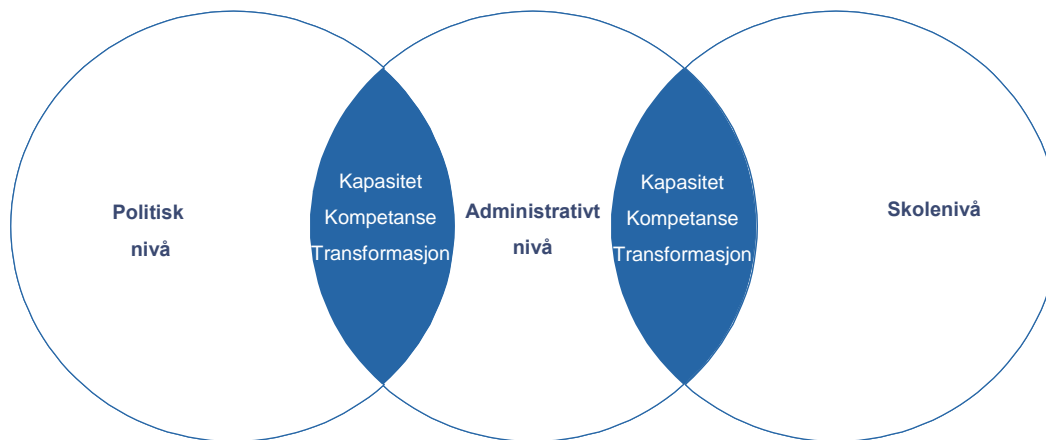 Politisk
nivå
Kapasitet
Kompetanse
Transformasjon
Administrativt
nivå
Kapasitet
Kompetanse
Transformasjon
Skolenivå